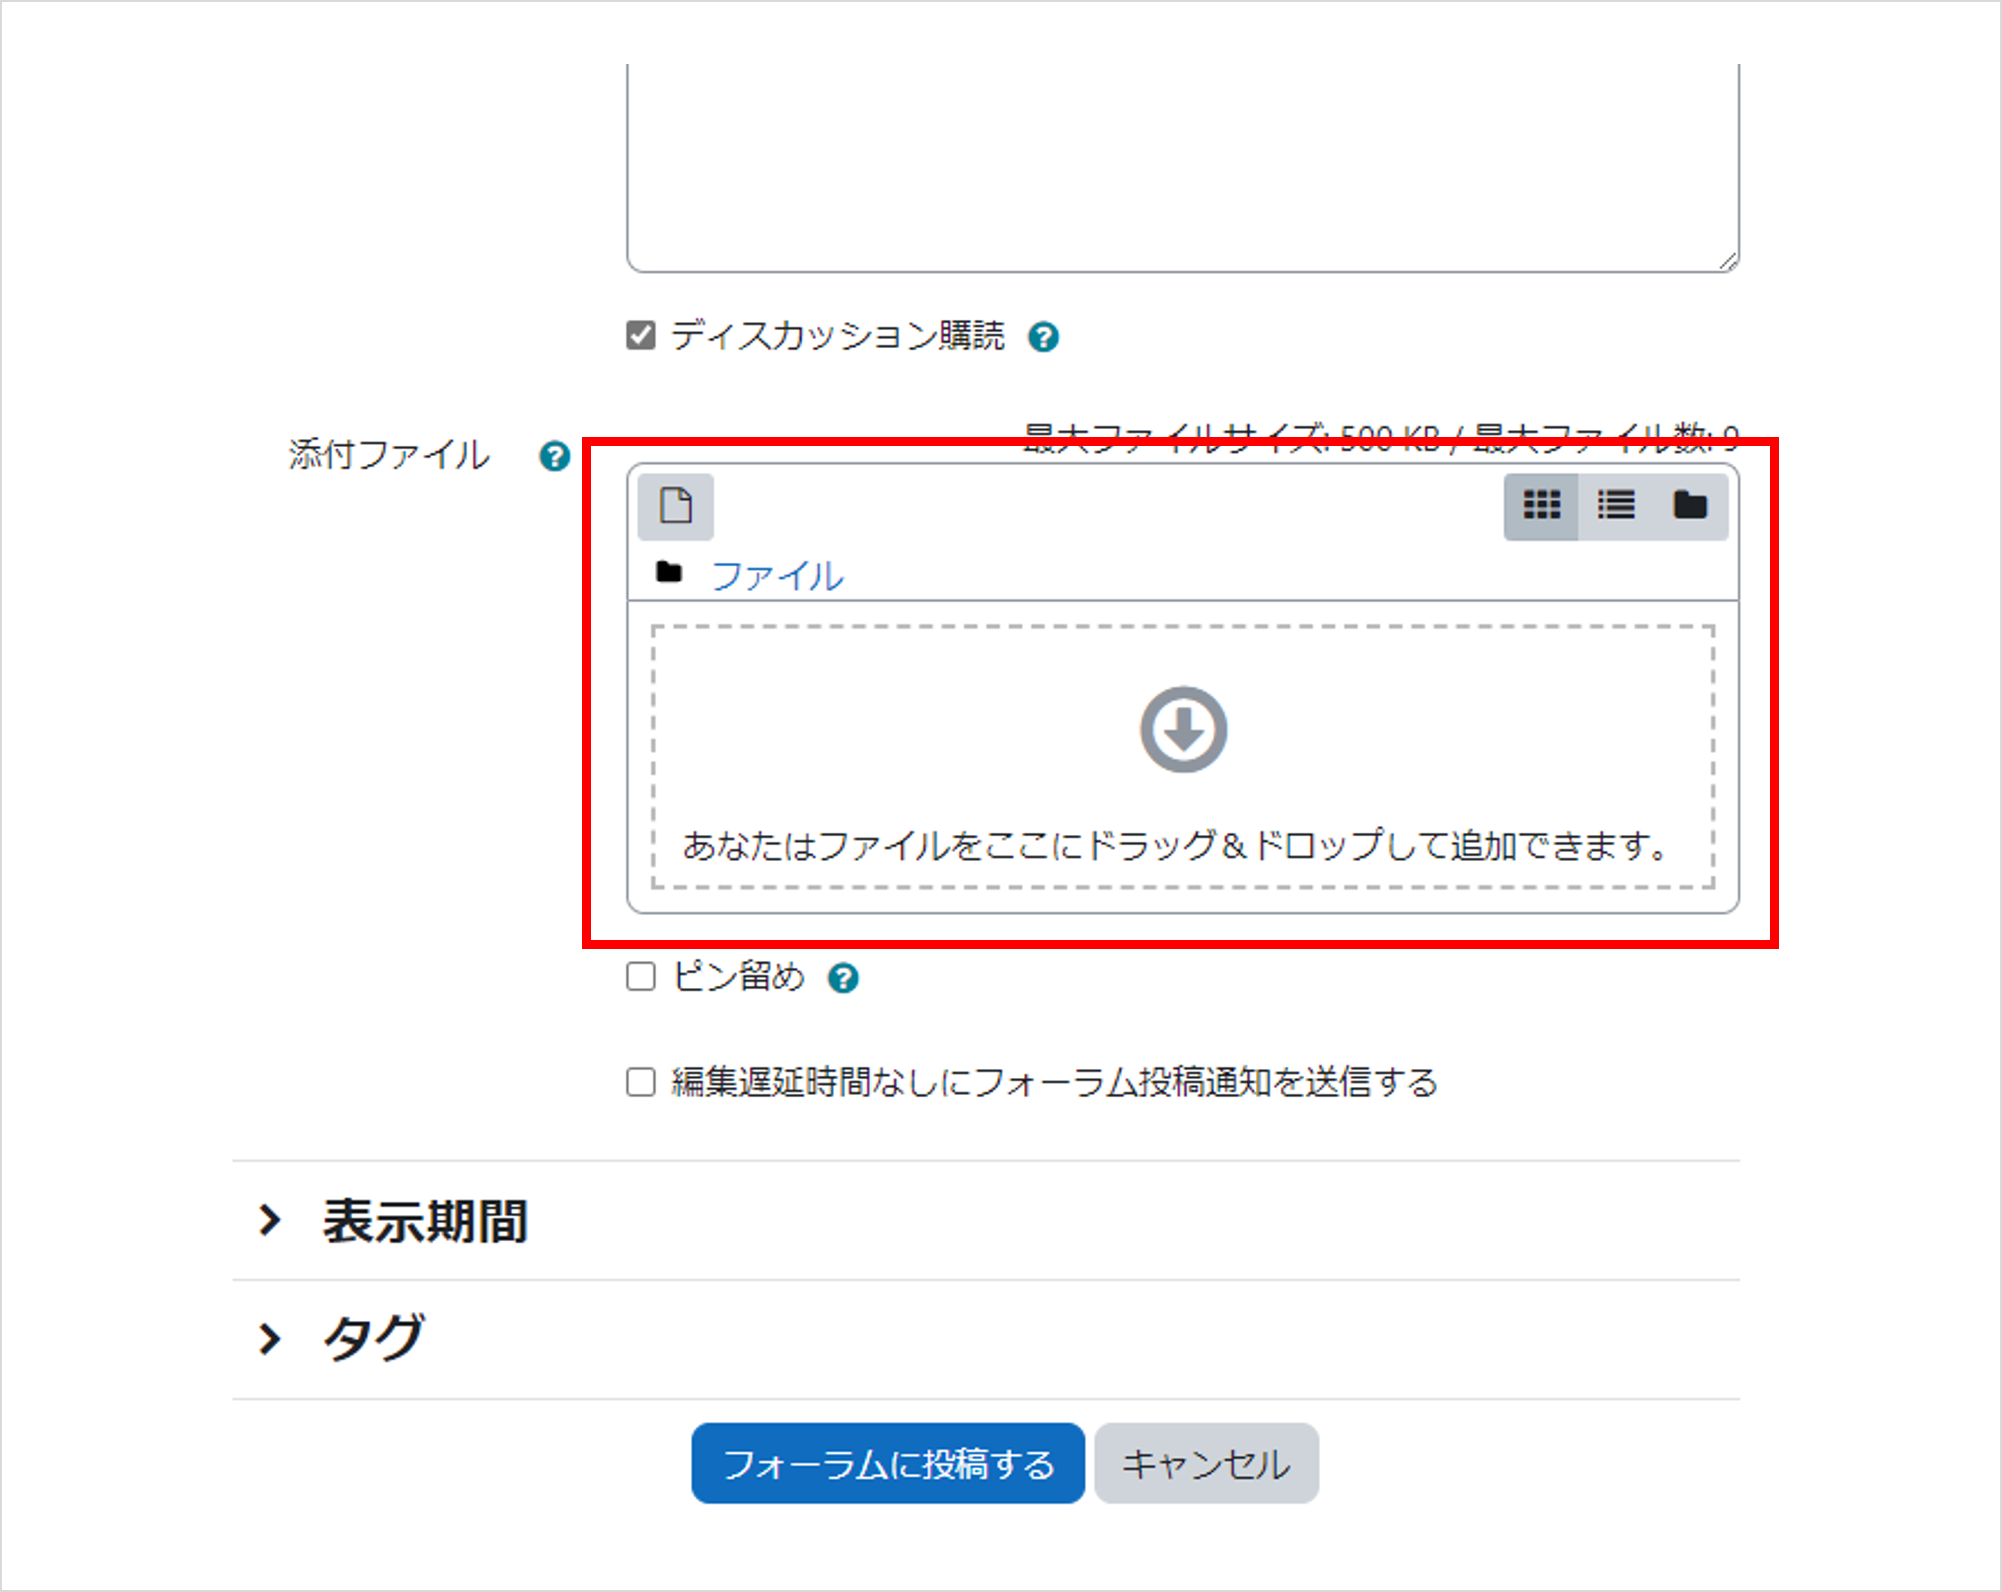 ディスカッション購読
添付ファイル
最大ファイルサイズ: 500 KB / 最大ファイル数: 9
ファイル
あなたはファイルをここにドラッグ＆ドロップして追加できます。
ピン留め
編集遅延時間なしにフォーラム投稿通知を送信する
表示期間
タグ
フォーラムに投稿する
キャンセル